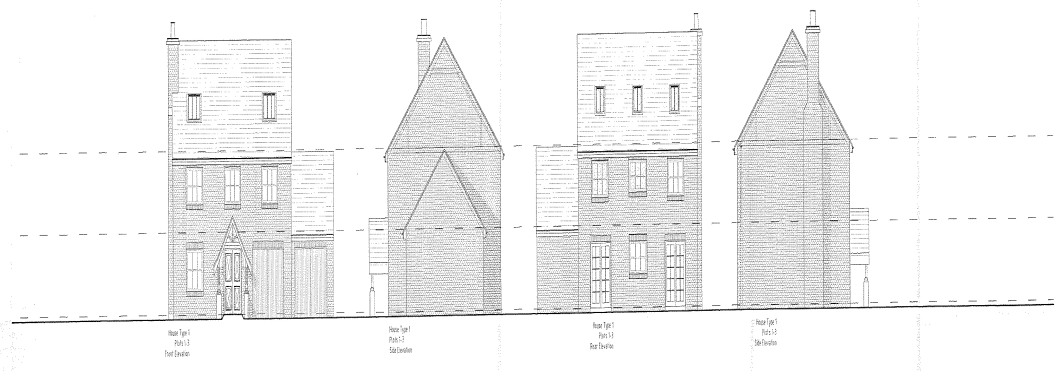 House Type 1
Plots 1-3
Front Elevation
House Type 1
Plots 1-3
Side Elevation
House Type 1
Plots 1-3
Rear Elevation
House Type 1
Plots 1-3
Side Elevation